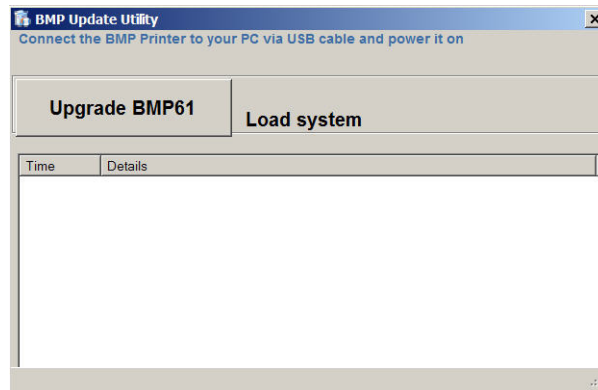 BMP Update Utility
Connect the BMP Printer to your PC via USB cable and power it on
Upgrade BMP61
Load system
Time Details